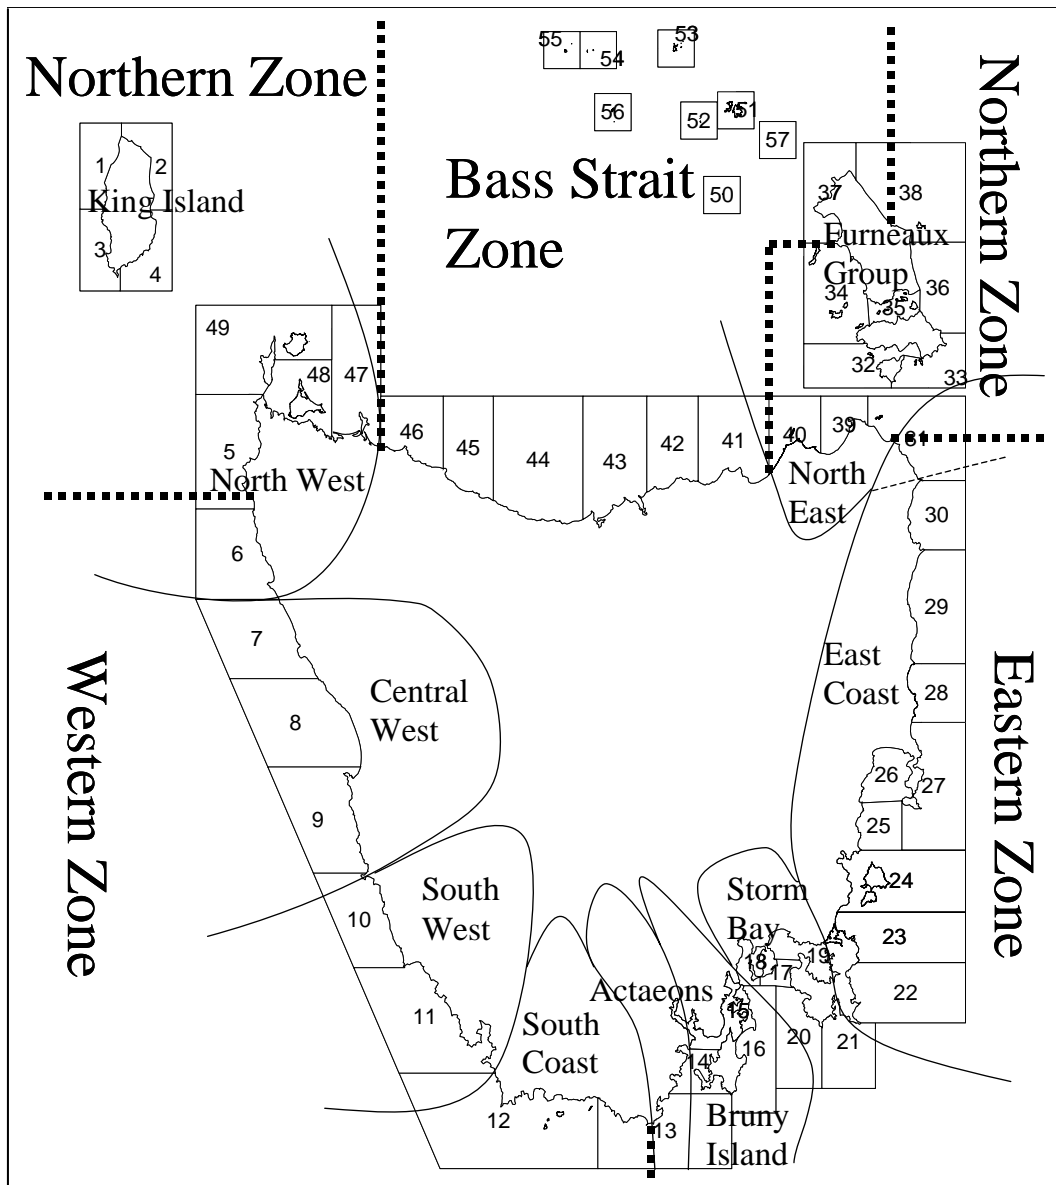 55
54
53
Northern Zone
56
52
51
57
1
2
King Island
3
4
Bass Strait
Zone
50
37
38
Furneaux
Group
34
35
36
32
33
Northern Zone
49
48
47
5
North West
46
45
44
43
42
41
40
39
31
North
East
30
6
29
7
Central
West
East
Coast
28
Western Zone
Eastern Zone
8
26
27
9
25
South
West
Storm
Bay
24
10
23
18
17
19
Actaeons
22
11
South
Coast
15
16
20
21
14
12
13
Bruny
Island